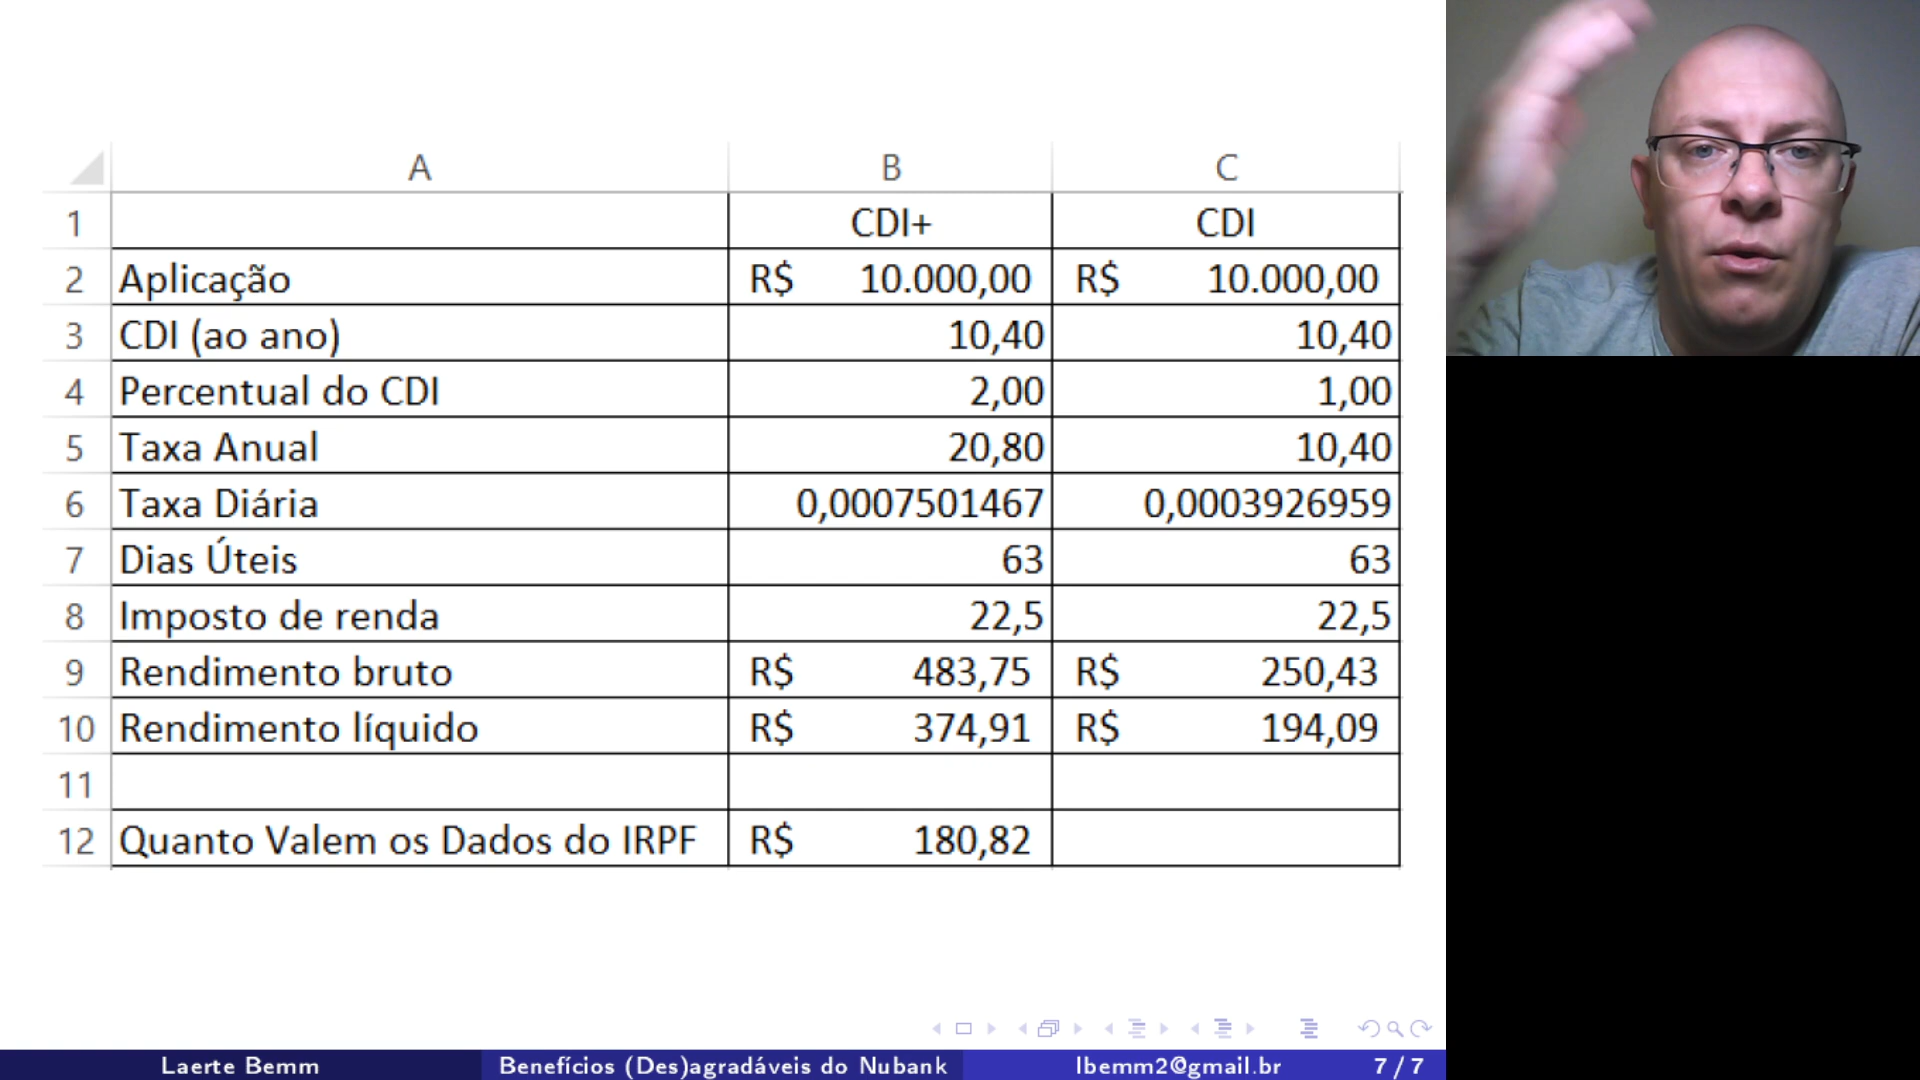 A B C
1 CDI+ CDI
2 Aplicação R$ 10.000,00 R$ 10.000,00
3 CDI (ao ano) 10,40 10,40
4 Percentual do CDI 2,00 1,00
5 Taxa Anual 20,80 10,40
6 Taxa Diária 0,0007501467 0,0003926959
7 Dias Úteis 63 63
8 Imposto de renda 22,5 22,5
9 Rendimento bruto R$ 483,75 R$ 250,43
10 Rendimento líquido R$ 374,91 R$ 194,09
11
12 Quanto Valem os Dados do IRPF R$ 180,82
Laerte Bemm Benefícios (Des)agradáveis do Nubank lbemm2@gmail.br 7 / 7